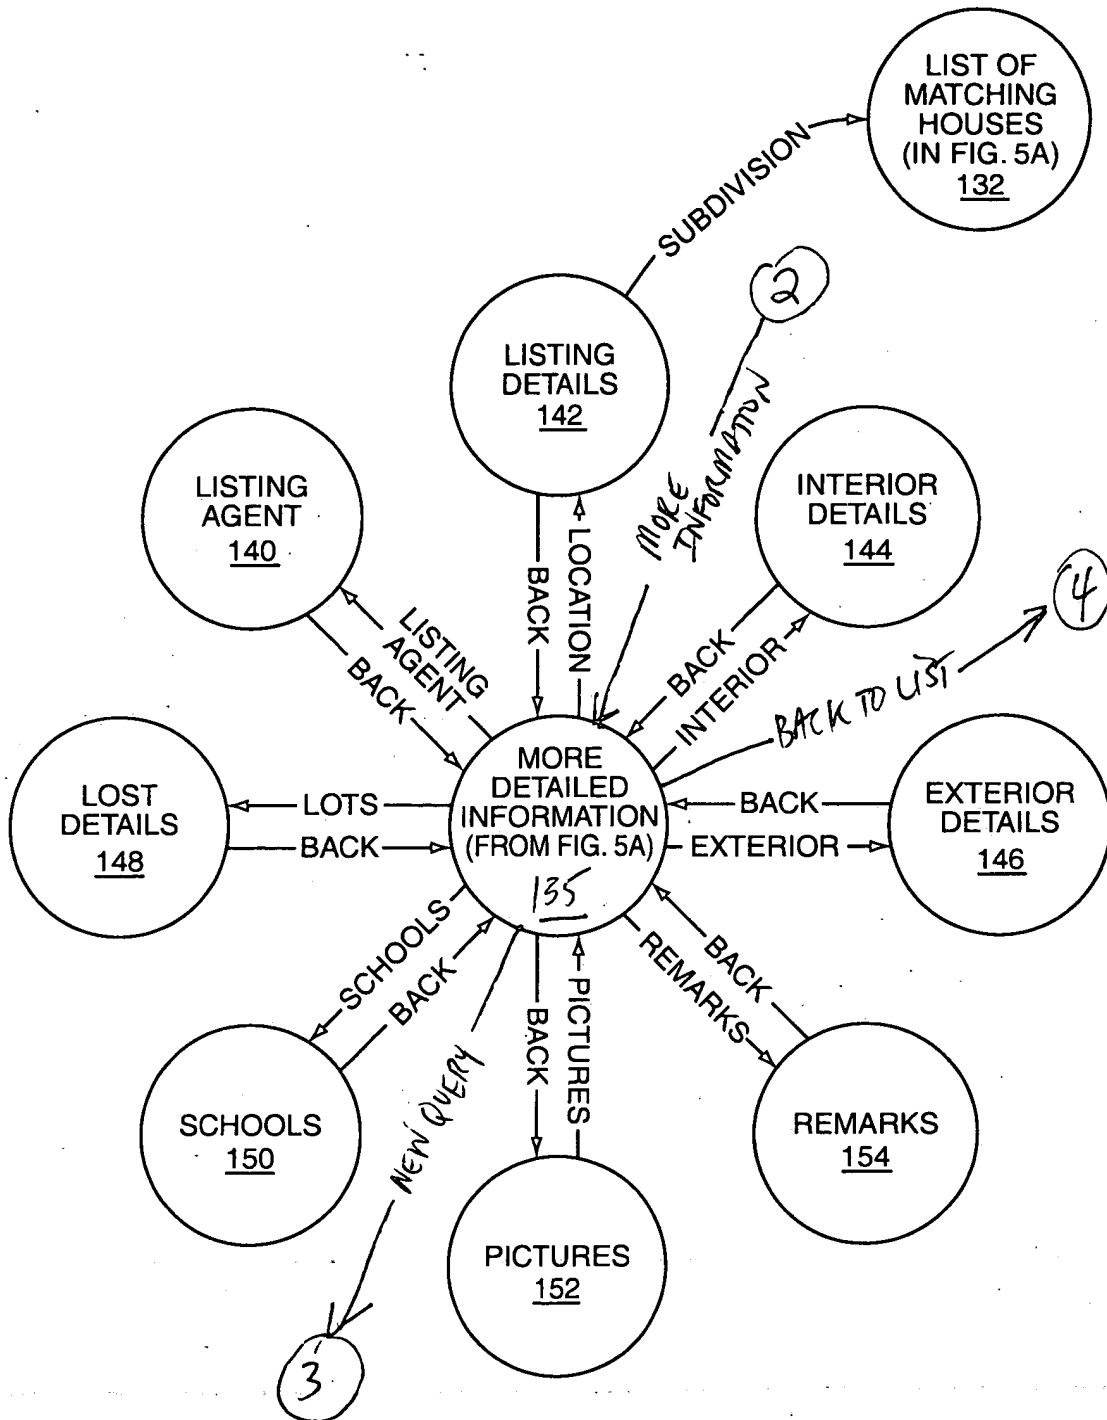 LIST OF
MATCHING
HOUSES
(IN FIG. 5A)
132
SUBDIVISION
2
LISTING
DETAILS
142
MORE
INFORMATION
LISTING
AGENT
140
INTERIOR
DETAILS
144
BACK
LOCATION
LISTING
AGENT
BACK
BACK
INTERIOR
4
BACK TO LIST
MORE
DETAILED
INFORMATION
(FROM FIG. 5A)
135
LOST
DETAILS
148
LOTS
BACK
BACK
EXTERIOR
EXTERIOR
DETAILS
146
SCHOOLS
BACK
BACK
PICTURES
REMARKS
BACK
NEW QUERY
SCHOOLS
150
REMARKS
154
PICTURES
152
3